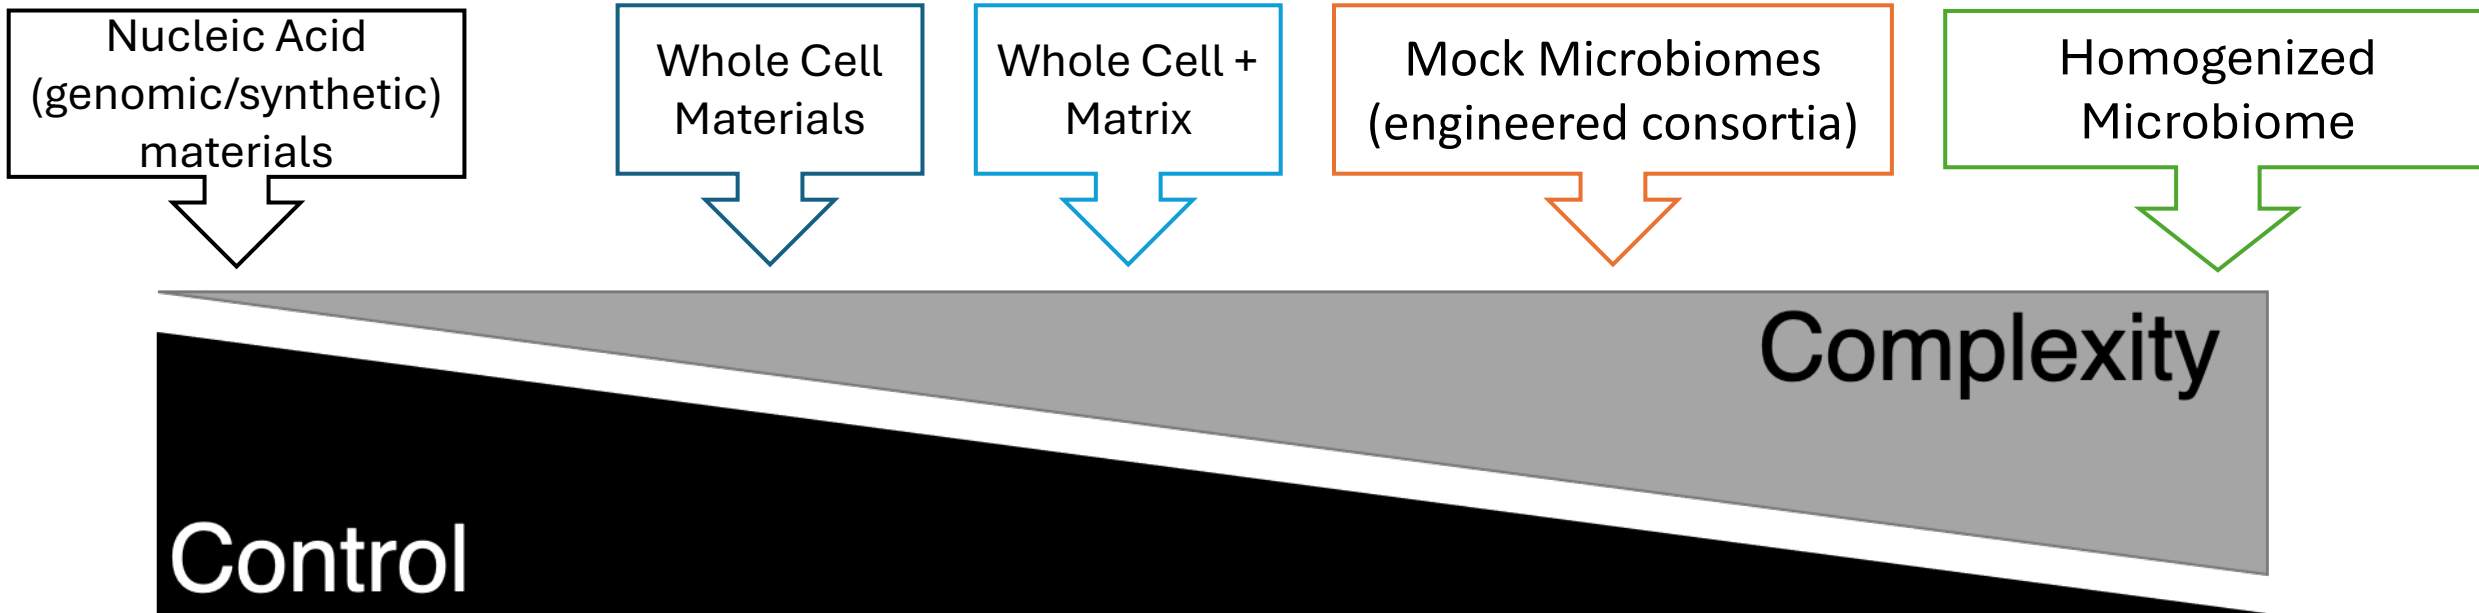 Nucleic Acid
(genomic/synthetic)
materials
Whole Cell
Materials
Whole Cell +
Matrix
Mock Microbiomes
(engineered consortia)
Homogenized
Microbiome
Complexity
Control